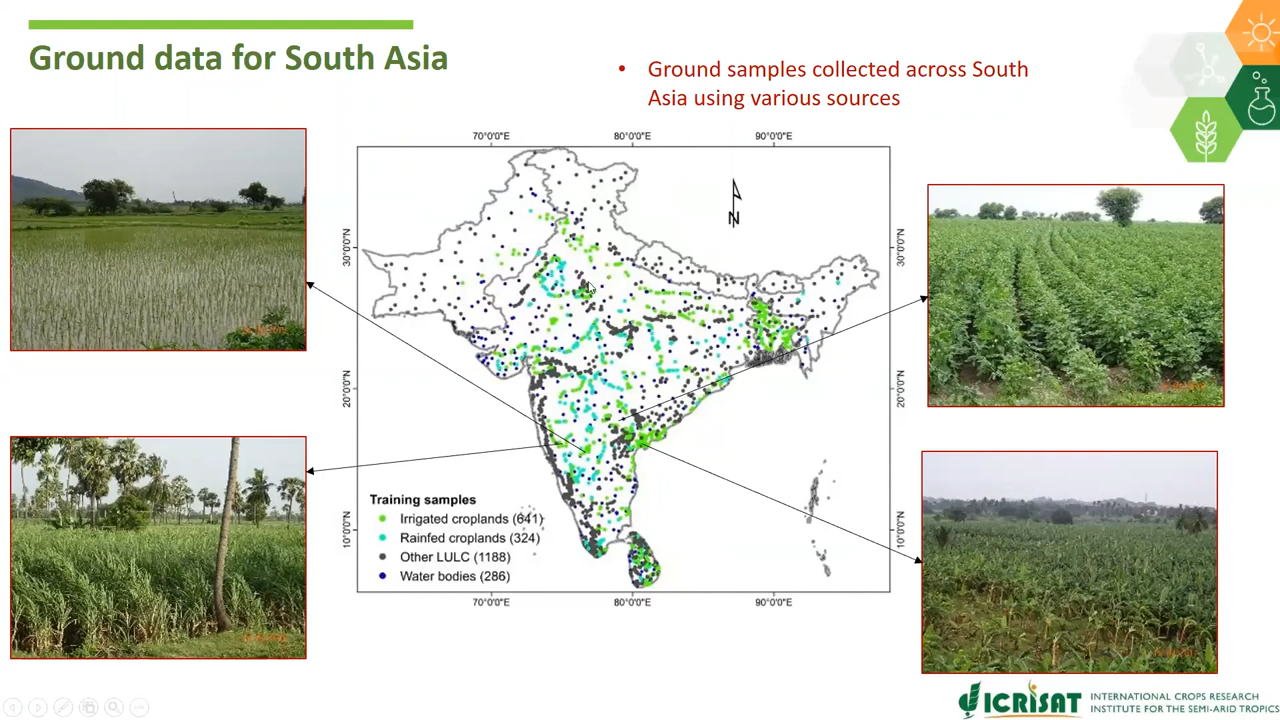 Ground data for South Asia
• Ground samples collected across South
Asia using various sources
70°0'0"E 80°0'0"E 90°0'0"E
N
30°0'0"N 30°0'0"N
20°0'0"N 20°0'0"N
10°0'0"N 10°0'0"N
Training samples
Irrigated croplands (641)
Rainfed croplands (324)
Other LULC (1188)
Water bodies (286)
70°0'0"E 80°0'0"E 90°0'0"E
ICRISAT
INTERNATIONAL CROPS RESEARCH
INSTITUTE FOR THE SEMI-ARID TROPICS